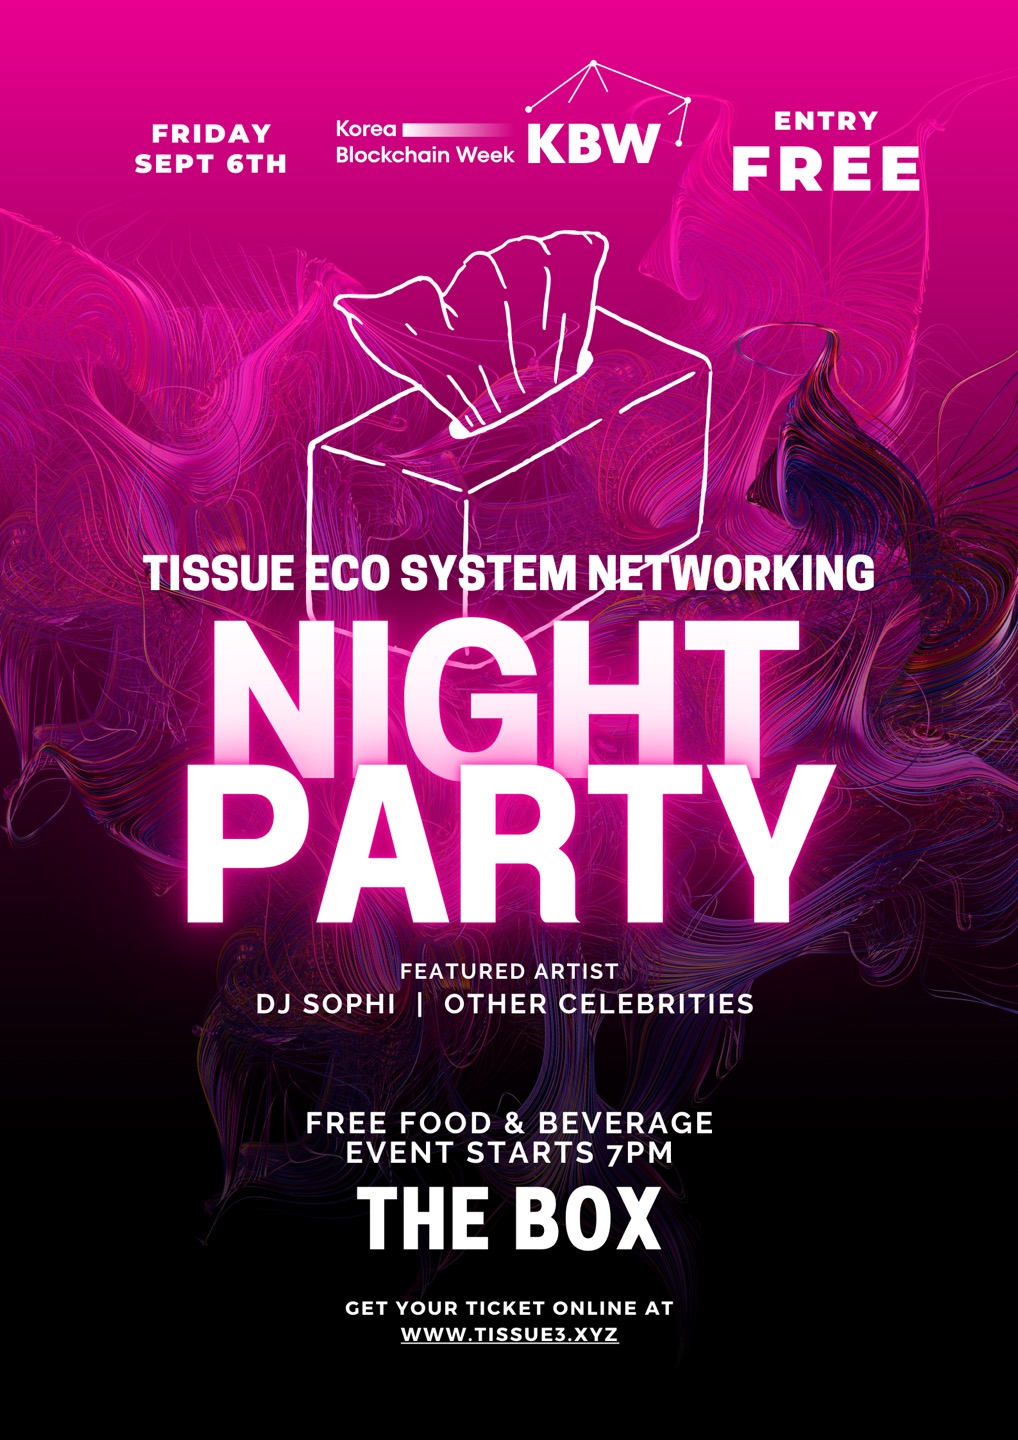 FRIDAY
SEPT 6TH
Korea
Blockchain Week
KBW
ENTRY
FREE
TISSUE ECO SYSTEM NETWORKING
NIGHT
PARTY
FEATURED ARTIST
DJ SOPHI | OTHER CELEBRITIES
FREE FOOD & BEVERAGE
EVENT STARTS 7PM
THE BOX
GET YOUR TICKET ONLINE AT
WWW.TISSUE3.XYZ